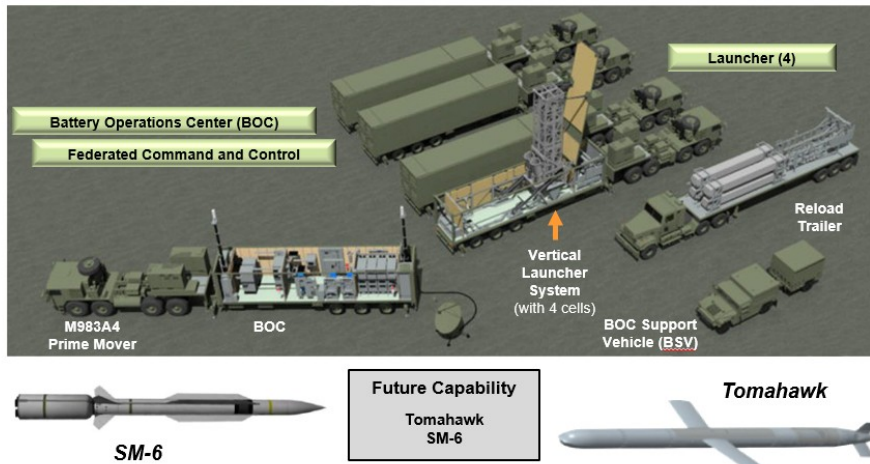 Launcher (4)
Battery Operations Center (BOC)
Federated Command and Control
Reload
Trailer
Vertical
Launcher
System
(with 4 cells)
M983A4
Prime Mover
BOC
BOC Support
Vehicle (BSV)
Future Capability
Tomahawk
SM-6
Tomahawk
SM-6